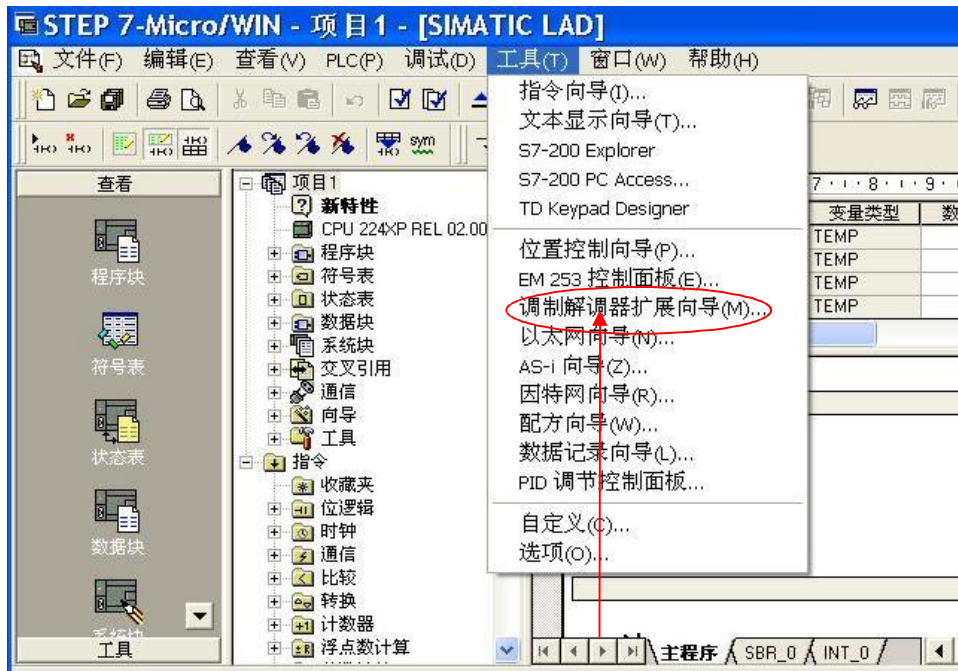 STEP 7-Micro/WIN - 项目1 - [SIMATIC LAD]
文件(F) 编辑(E) 查看(V) PLC(P) 调试(D) 工具(T) 窗口(W) 帮助(H)
sym
查看
程序块
符号表
状态表
数据块
系统块
工具
项目1
新特性
CPU 224XP REL 02.00
程序块
符号表
状态表
数据块
系统块
交叉引用
通信
向导
工具
指令
收藏夹
位逻辑
时钟
通信
比较
转换
计数器
浮点数计算
指令向导(I)...
文本显示向导(T)...
S7-200 Explorer
S7-200 PC Access...
TD Keypad Designer
位置控制向导(P)...
EM 253 控制面板(E)...
调制解调器扩展向导(M)...
以太网向导(N)...
AS-i 向导(Z)...
因特网向导(R)...
配方向导(W)...
数据记录向导(L)...
PID 调节控制面板...
自定义(C)...
选项(O)...
7 8 9
变量类型 数
TEMP
TEMP
TEMP
TEMP
主程序 SBR_0 INT_0